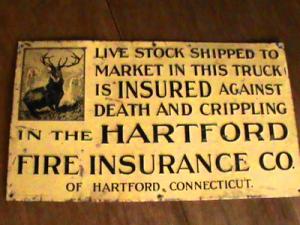 LIVE STOCK SHIPPED TO
MARKET IN THIS TRUCK
IS INSURED AGAINST
DEATH AND CRIPPLING
IN THE HARTFORD
FIRE INSURANCE CO.
OF HARTFORD, CONNECTICUT.